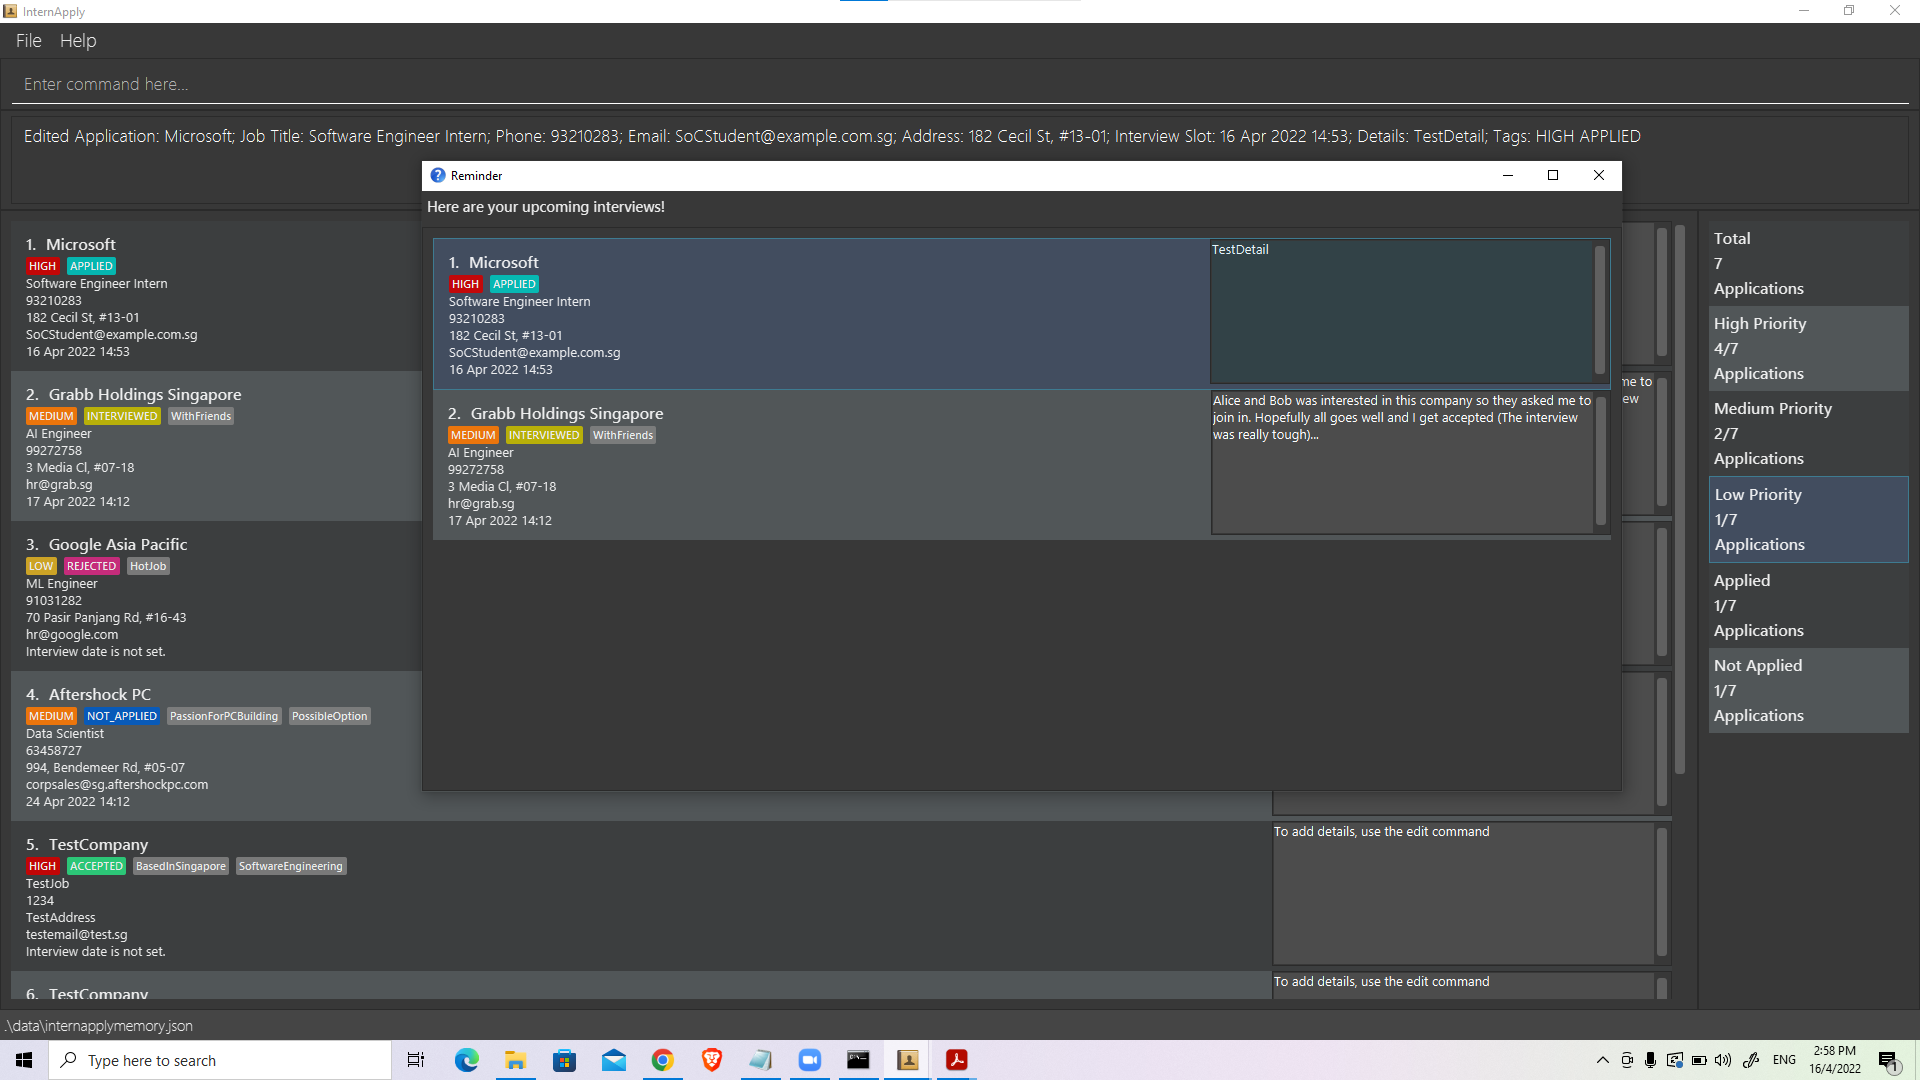 InternApply
File Help
Enter command here...
Edited Application: Microsoft; Job Title: Software Engineer Intern; Phone: 93210283; Email: SoCStudent@example.com.sg; Address: 182 Cecil St, #13-01; Interview Slot: 16 Apr 2022 14:53; Details: TestDetail; Tags: HIGH APPLIED
Reminder
Here are your upcoming interviews!
1. Microsoft
HIGH APPLIED
Software Engineer Intern
93210283
182 Cecil St, #13-01
SoCStudent@example.com.sg
16 Apr 2022 14:53
TestDetail
2. Grabb Holdings Singapore
MEDIUM INTERVIEWED WithFriends
AI Engineer
99272758
3 Media Cl, #07-18
hr@grab.sg
17 Apr 2022 14:12
Alice and Bob was interested in this company so they asked me to
join in. Hopefully all goes well and I get accepted (The interview
was really tough)...
1. Microsoft
HIGH APPLIED
Software Engineer Intern
93210283
182 Cecil St, #13-01
SoCStudent@example.com.sg
16 Apr 2022 14:53
2. Grabb Holdings Singapore
MEDIUM INTERVIEWED WithFriends
AI Engineer
99272758
3 Media Cl, #07-18
hr@grab.sg
17 Apr 2022 14:12
me to
ew
3. Google Asia Pacific
LOW REJECTED HotJob
ML Engineer
91031282
70 Pasir Panjang Rd, #16-43
hr@google.com
Interview date is not set.
4. Aftershock PC
MEDIUM NOT_APPLIED PassionForPCBuilding PossibleOption
Data Scientist
63458727
994, Bendemeer Rd, #05-07
corpsales@sg.aftershockpc.com
24 Apr 2022 14:12
5. TestCompany
HIGH ACCEPTED BasedInSingapore SoftwareEngineering
TestJob
1234
TestAddress
testemail@test.sg
Interview date is not set.
To add details, use the edit command
6. TestCompany
To add details, use the edit command
Total
7
Applications
High Priority
4/7
Applications
Medium Priority
2/7
Applications
Low Priority
1/7
Applications
Applied
1/7
Applications
Not Applied
1/7
Applications
.\data\internapplymemory.json
Type here to search
ENG
2:58 PM
16/4/2022
1